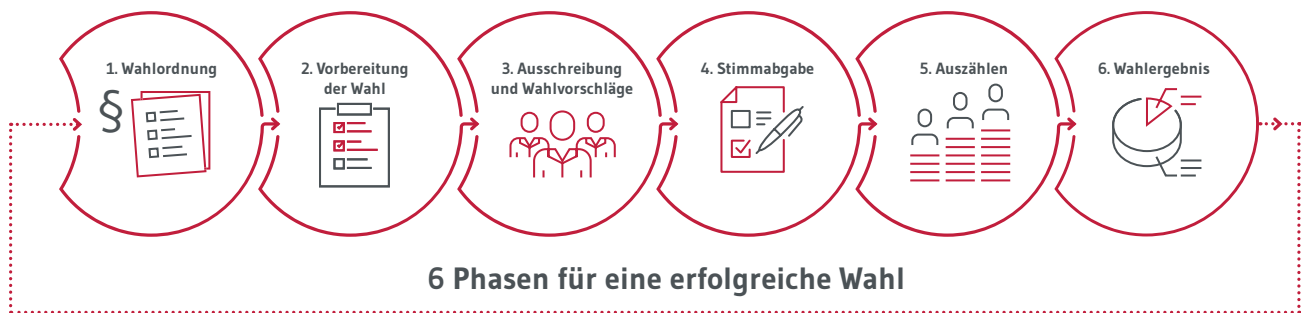 1. Wahlordnung
§
2. Vorbereitung
der Wahl
3. Ausschreibung
und Wahlvorschläge
4. Stimmabgabe
5. Auszählen
6. Wahlergebnis
6 Phasen für eine erfolgreiche Wahl